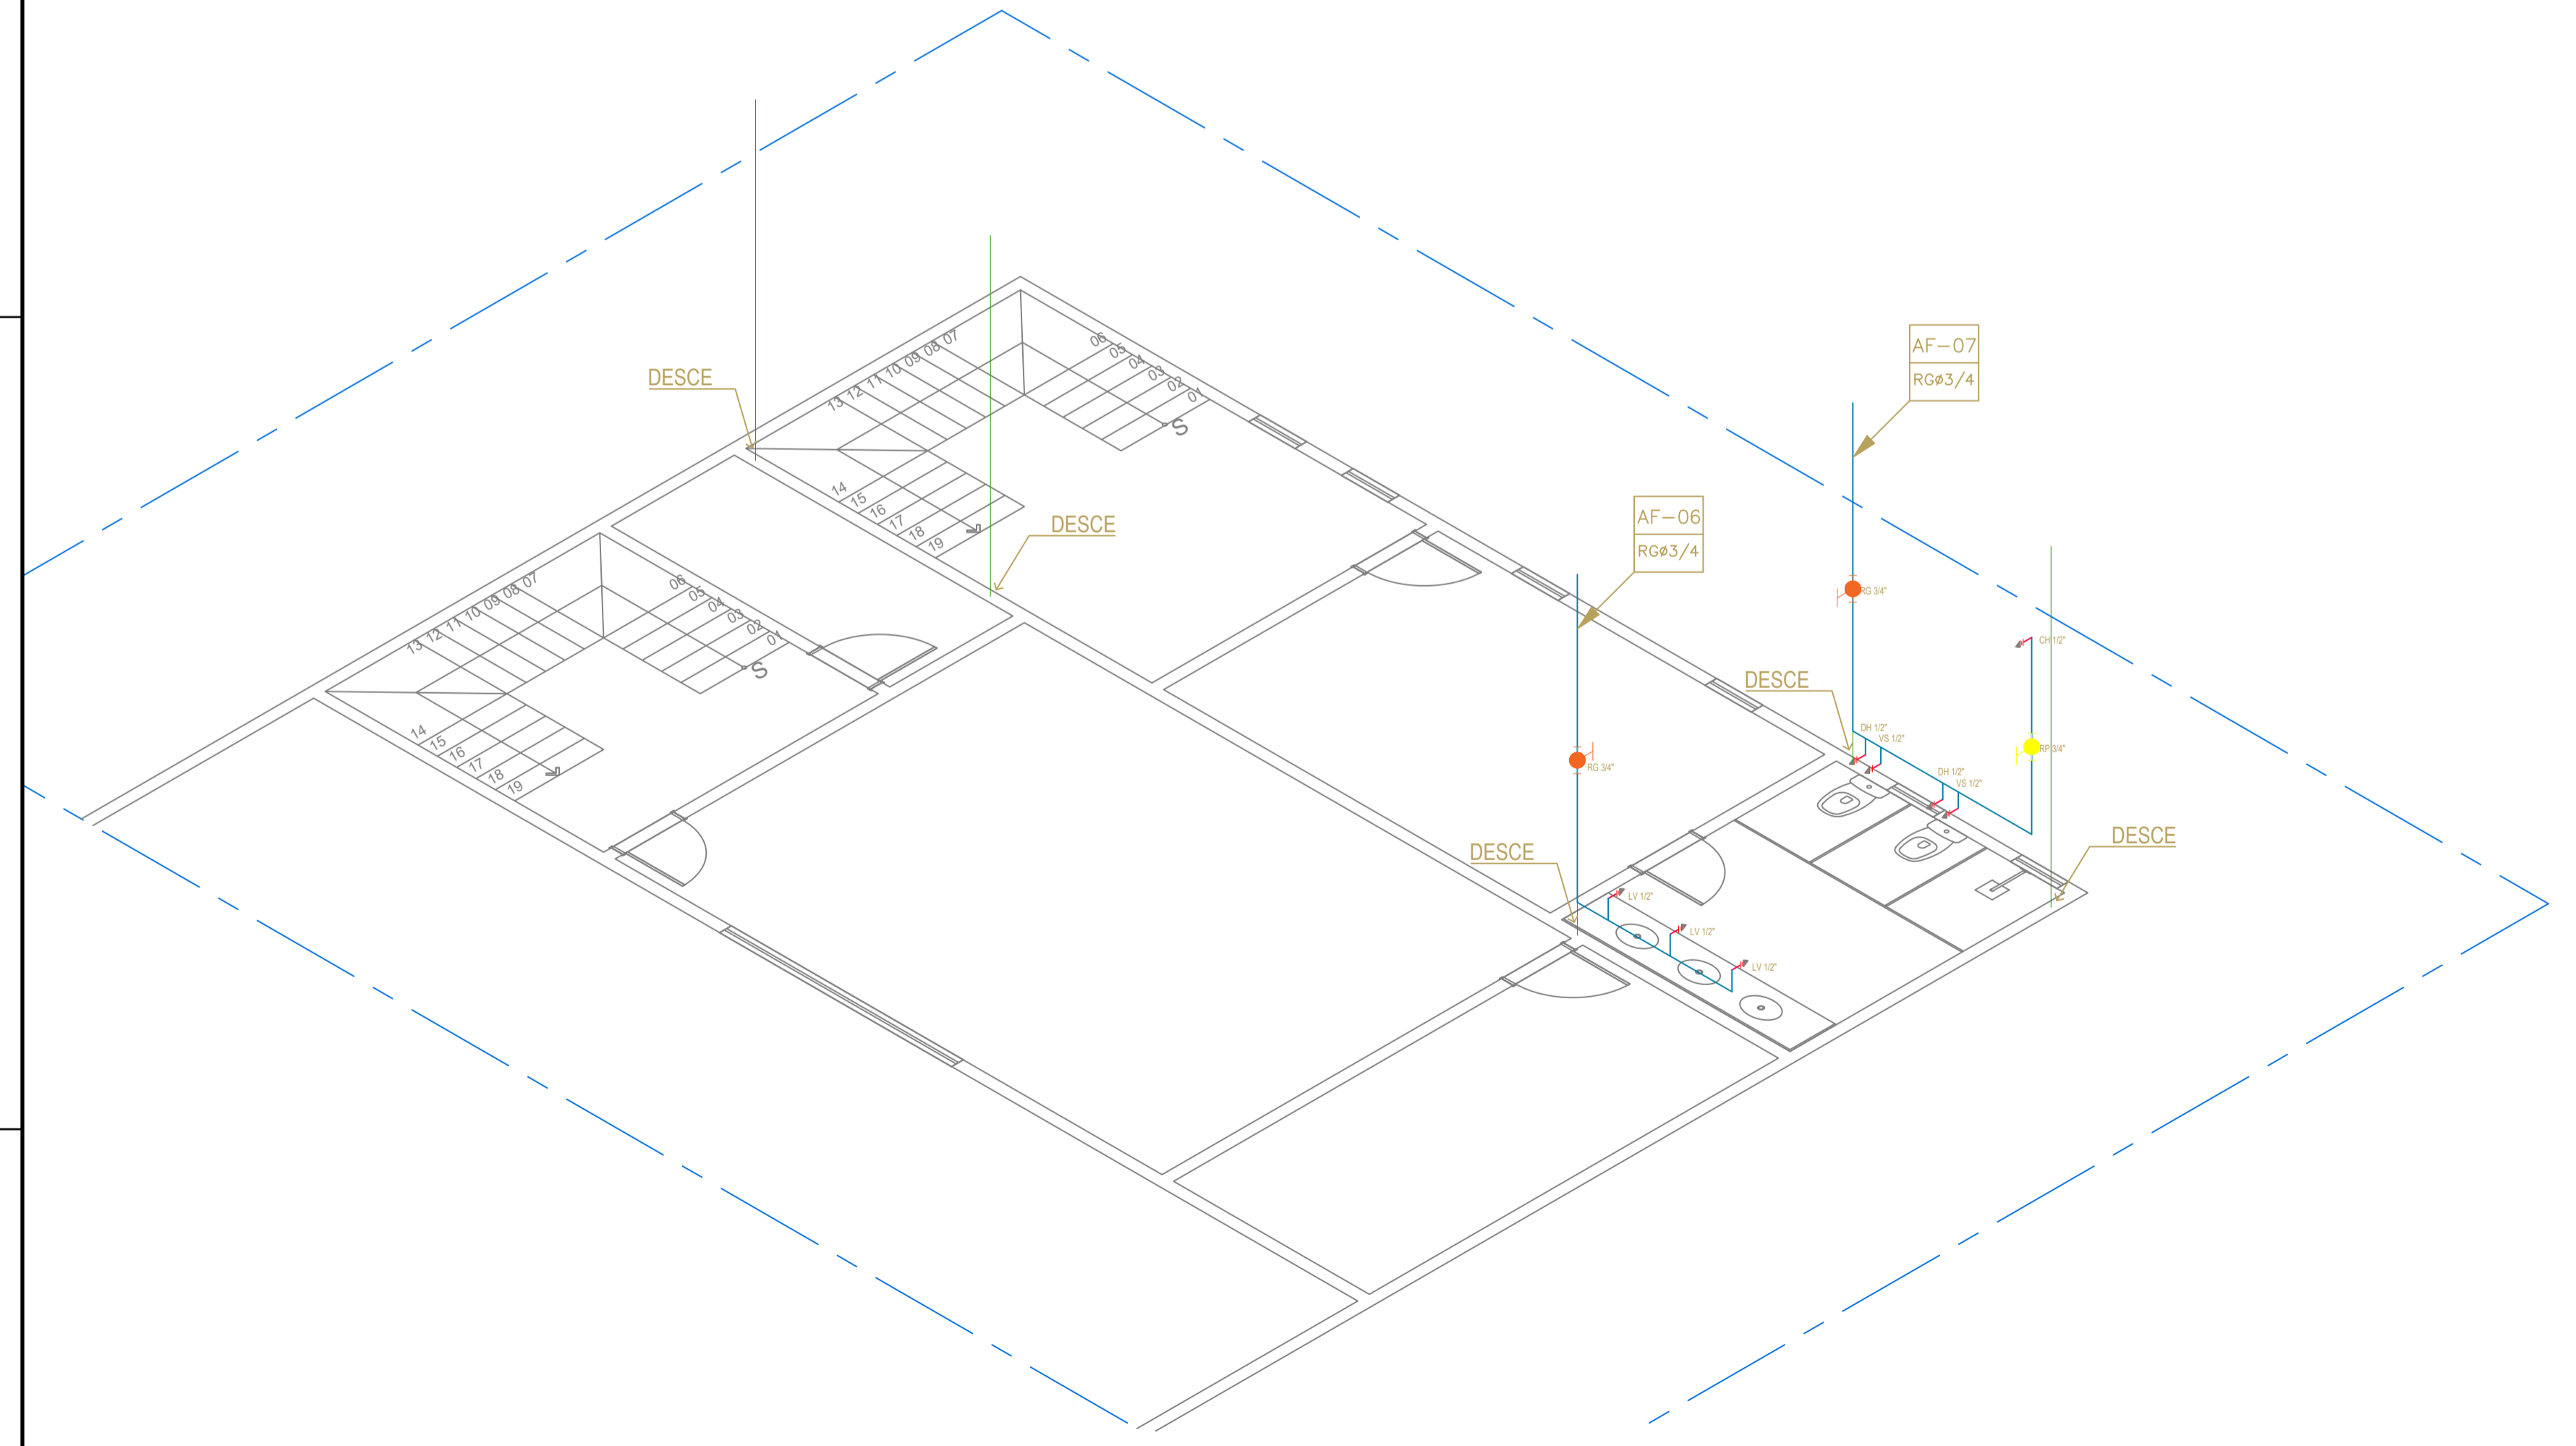 AF-07
RGø3/4
DESCE
07
08
09
10
11
12
13
06
05
04
03
02
01
S
14
15
16
17
18
19
DESCE
AF-06
RGø3/4
RG 3/4"
CH 1/2"
DESCE
DH 1/2"
VS 1/2"
RP 3/4"
DH 1/2"
VS 1/2"
DESCE
07
08
09
10
11
12
13
06
05
04
03
02
01
S
14
15
16
17
18
19
RG 3/4"
DESCE
LV 1/2"
LV 1/2"
LV 1/2"